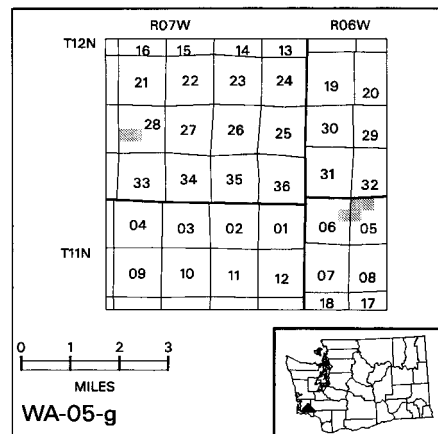 R07W R06W
T12N
16 15 14 13
21 22 23 24 19 20
28 27 26 25 30 29
33 34 35 36 31 32
04 03 02 01 06 05
T11N
09 10 11 12 07 08
18 17
0 1 2 3
MILES
WA-05-g